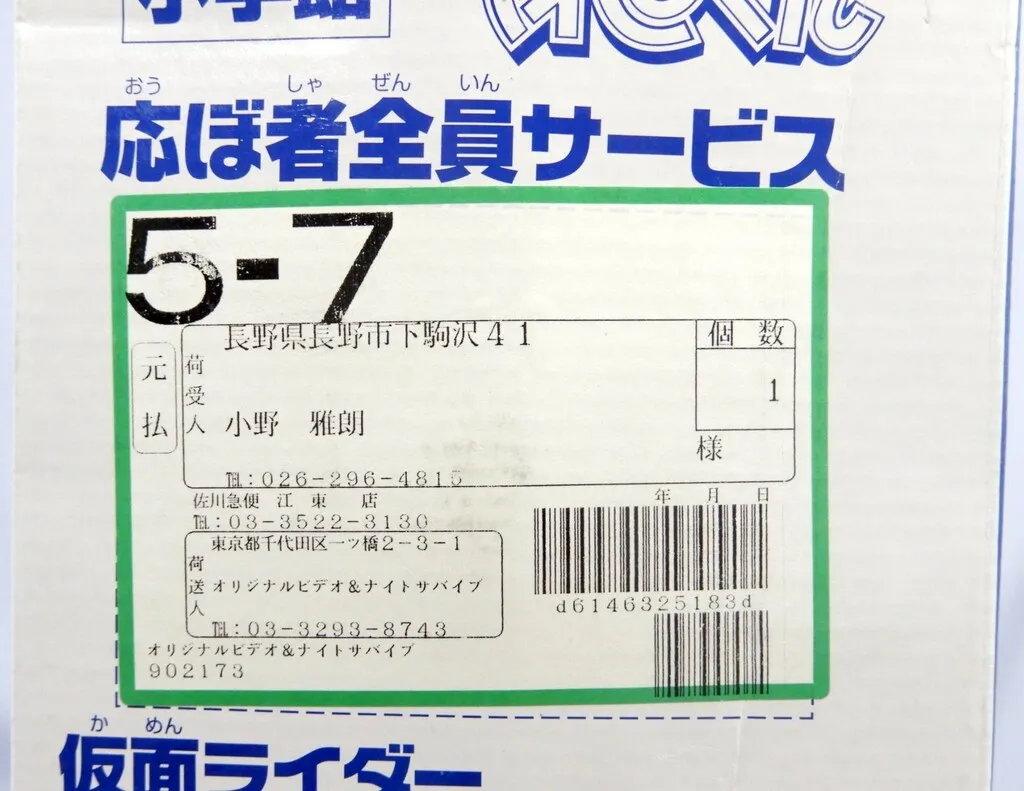 小学館
てれびくん
おう しゃ ぜん いん
応ぼ者全員サービス
5-7
長野県長野市下駒沢41
個 数
1
元払
荷受人
小野 雅朗
様
℡:026-296-4815
佐川急便 江 東 店
℡:03-3522-3130
年 月 日
東京都千代田区一ツ橋2-3-1
荷送人
オリジナルビデオ&ナイトサバイブ
℡:03-3293-8743
d6146325183d
オリジナルビデオ&ナイトサバイブ
902173
か めん
仮面ライダー